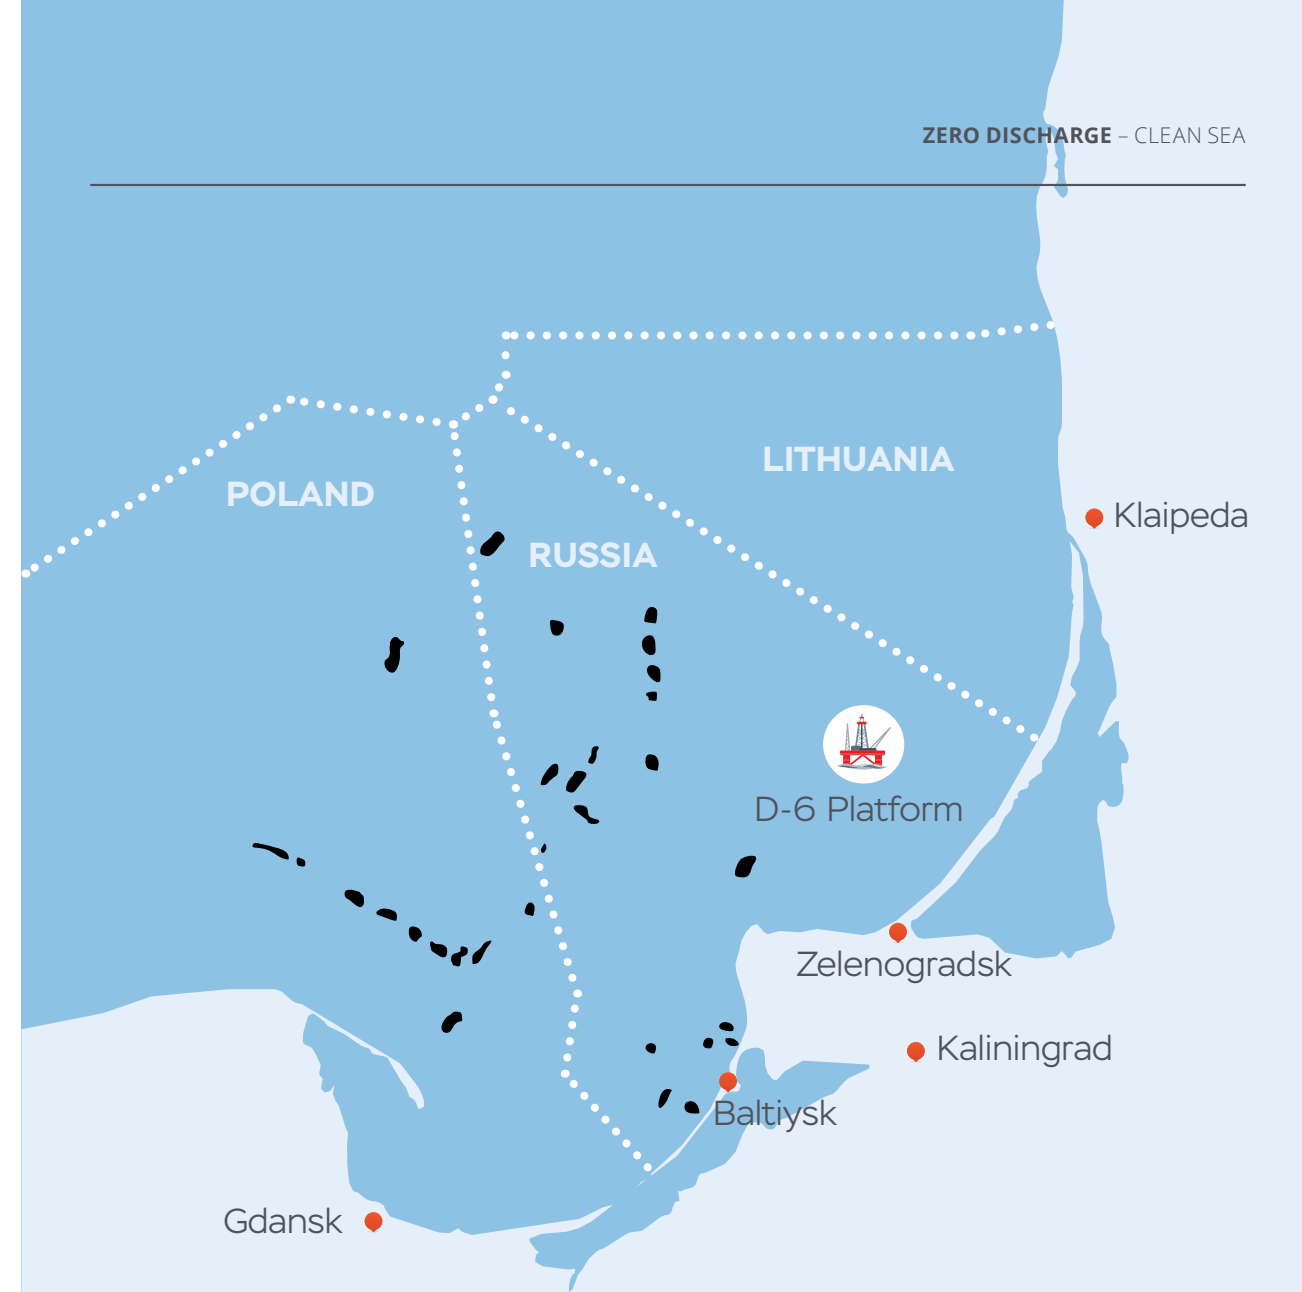 ZERO DISCHARGE – CLEAN SEA
LITHUANIA
POLAND
Klaipeda
RUSSIA
D-6 Platform
Zelenogradsk
Kaliningrad
Baltiysk
Gdansk